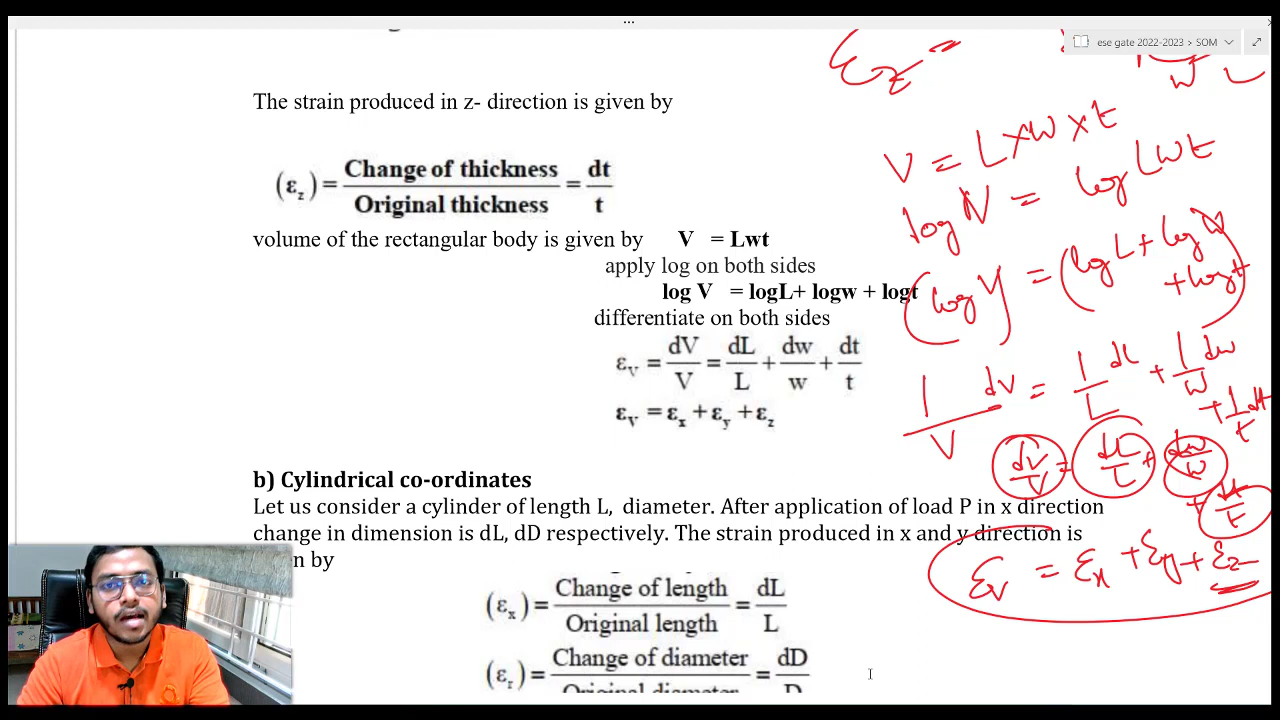 ...
ese gate 2022-2023 > SOM
The strain produced in z- direction is given by
(εz) = Change of thickness / Original thickness = dt / t
volume of the rectangular body is given by V = Lwt
apply log on both sides
log V = logL+ logw + logt
differentiate on both sides
εV = dV/V = dL/L + dw/w + dt/t
εV = εx + εy + εz
b) Cylindrical co-ordinates
Let us consider a cylinder of length L, diameter. After application of load P in x direction
change in dimension is dL, dD respectively. The strain produced in x and y direction is
by
(εx) = Change of length / Original length = dL / L
(εr) = Change of diameter / Original diameter = dD / D
εz =
w L
V = L x w x t
log V = log Lwt
(log V) = (log L + log w
+ log t)
1/V dv = 1/L dL + 1/w dw
+ 1/t dt
dv/V = dL/L + dw/w
+ dt/t
εv = εx + εy + εz